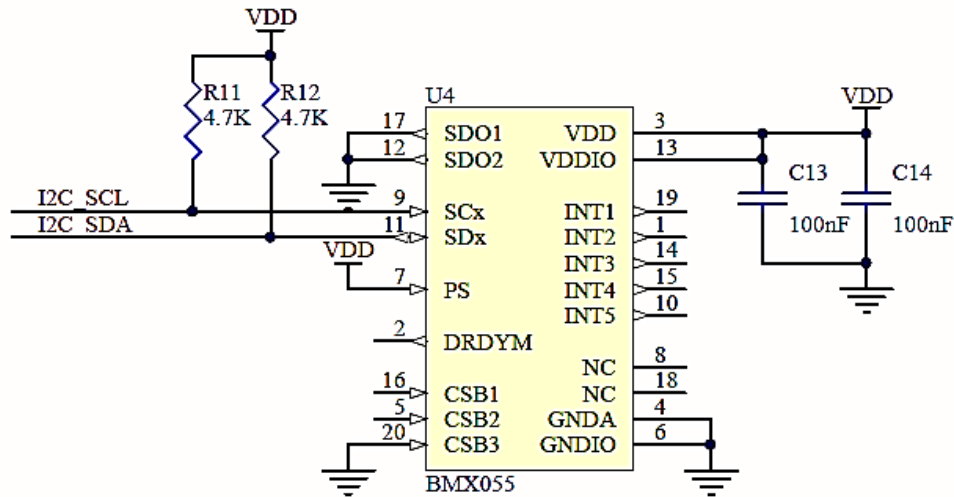 VDD
R11
4.7K
R12
4.7K
I2C_SCL
I2C_SDA
VDD
U4
17 SDO1
12 SDO2
9 SCx
11 SDx
7 PS
2 DRDYM
16 CSB1
5 CSB2
20 CSB3
VDD 3
VDDIO 13
INT1 19
INT2 1
INT3 14
INT4 15
INT5 10
NC 8
NC 18
GNDA 4
GNDIO 6
BMX055
VDD
C13
100nF
C14
100nF